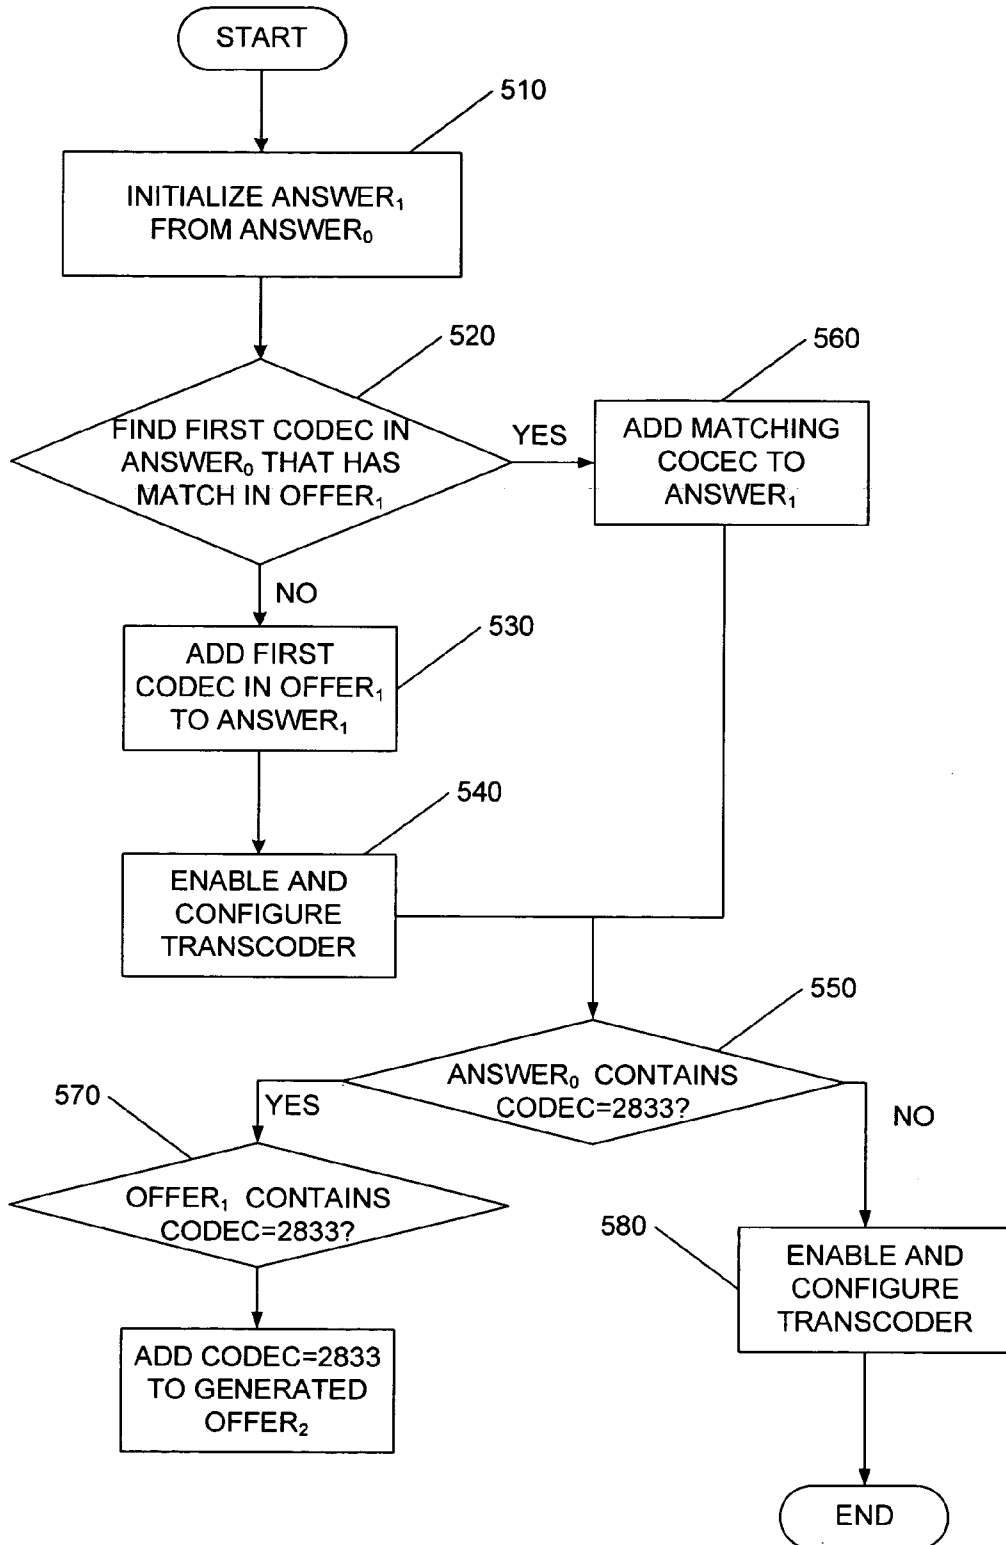 START
510
INITIALIZE ANSWER₁
FROM ANSWER₀
520
FIND FIRST CODEC IN
ANSWER₀ THAT HAS
MATCH IN OFFER₁
YES
560
ADD MATCHING
COCEC TO
ANSWER₁
NO
530
ADD FIRST
CODEC IN OFFER₁
TO ANSWER₁
540
ENABLE AND
CONFIGURE
TRANSCODER
550
ANSWER₀ CONTAINS
CODEC=2833?
YES
NO
570
OFFER₁ CONTAINS
CODEC=2833?
580
ENABLE AND
CONFIGURE
TRANSCODER
ADD CODEC=2833
TO GENERATED
OFFER₂
END